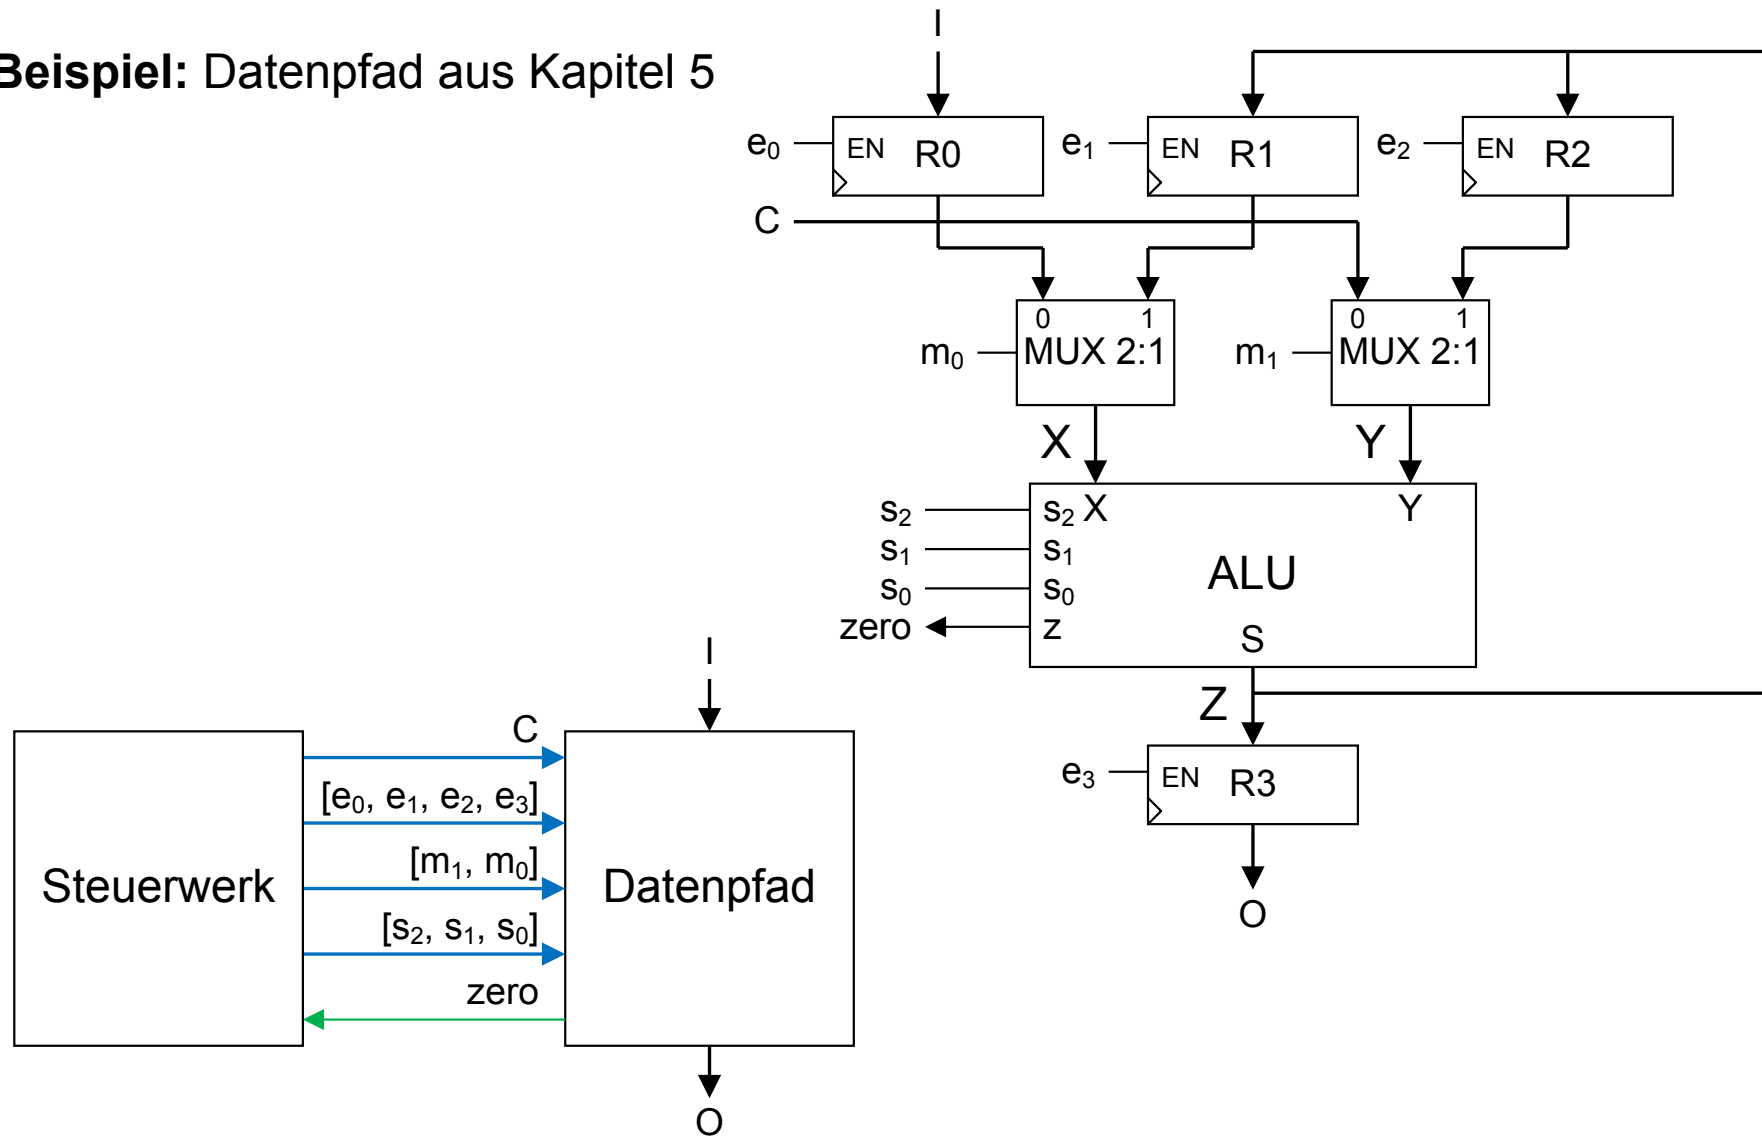 Beispiel: Datenpfad aus Kapitel 5
I
e₀ EN R0 e₁ EN R1 e₂ EN R2
C
0 1 0 1
m₀ MUX 2:1 m₁ MUX 2:1
X Y
s₂ s₂ X Y
s₁ s₁
ALU
s₀ s₀
zero z
S
Z
e₃ EN R3
O
I
C
[e₀, e₁, e₂, e₃]
[m₁, m₀]
Steuerwerk Datenpfad
[s₂, s₁, s₀]
zero
O